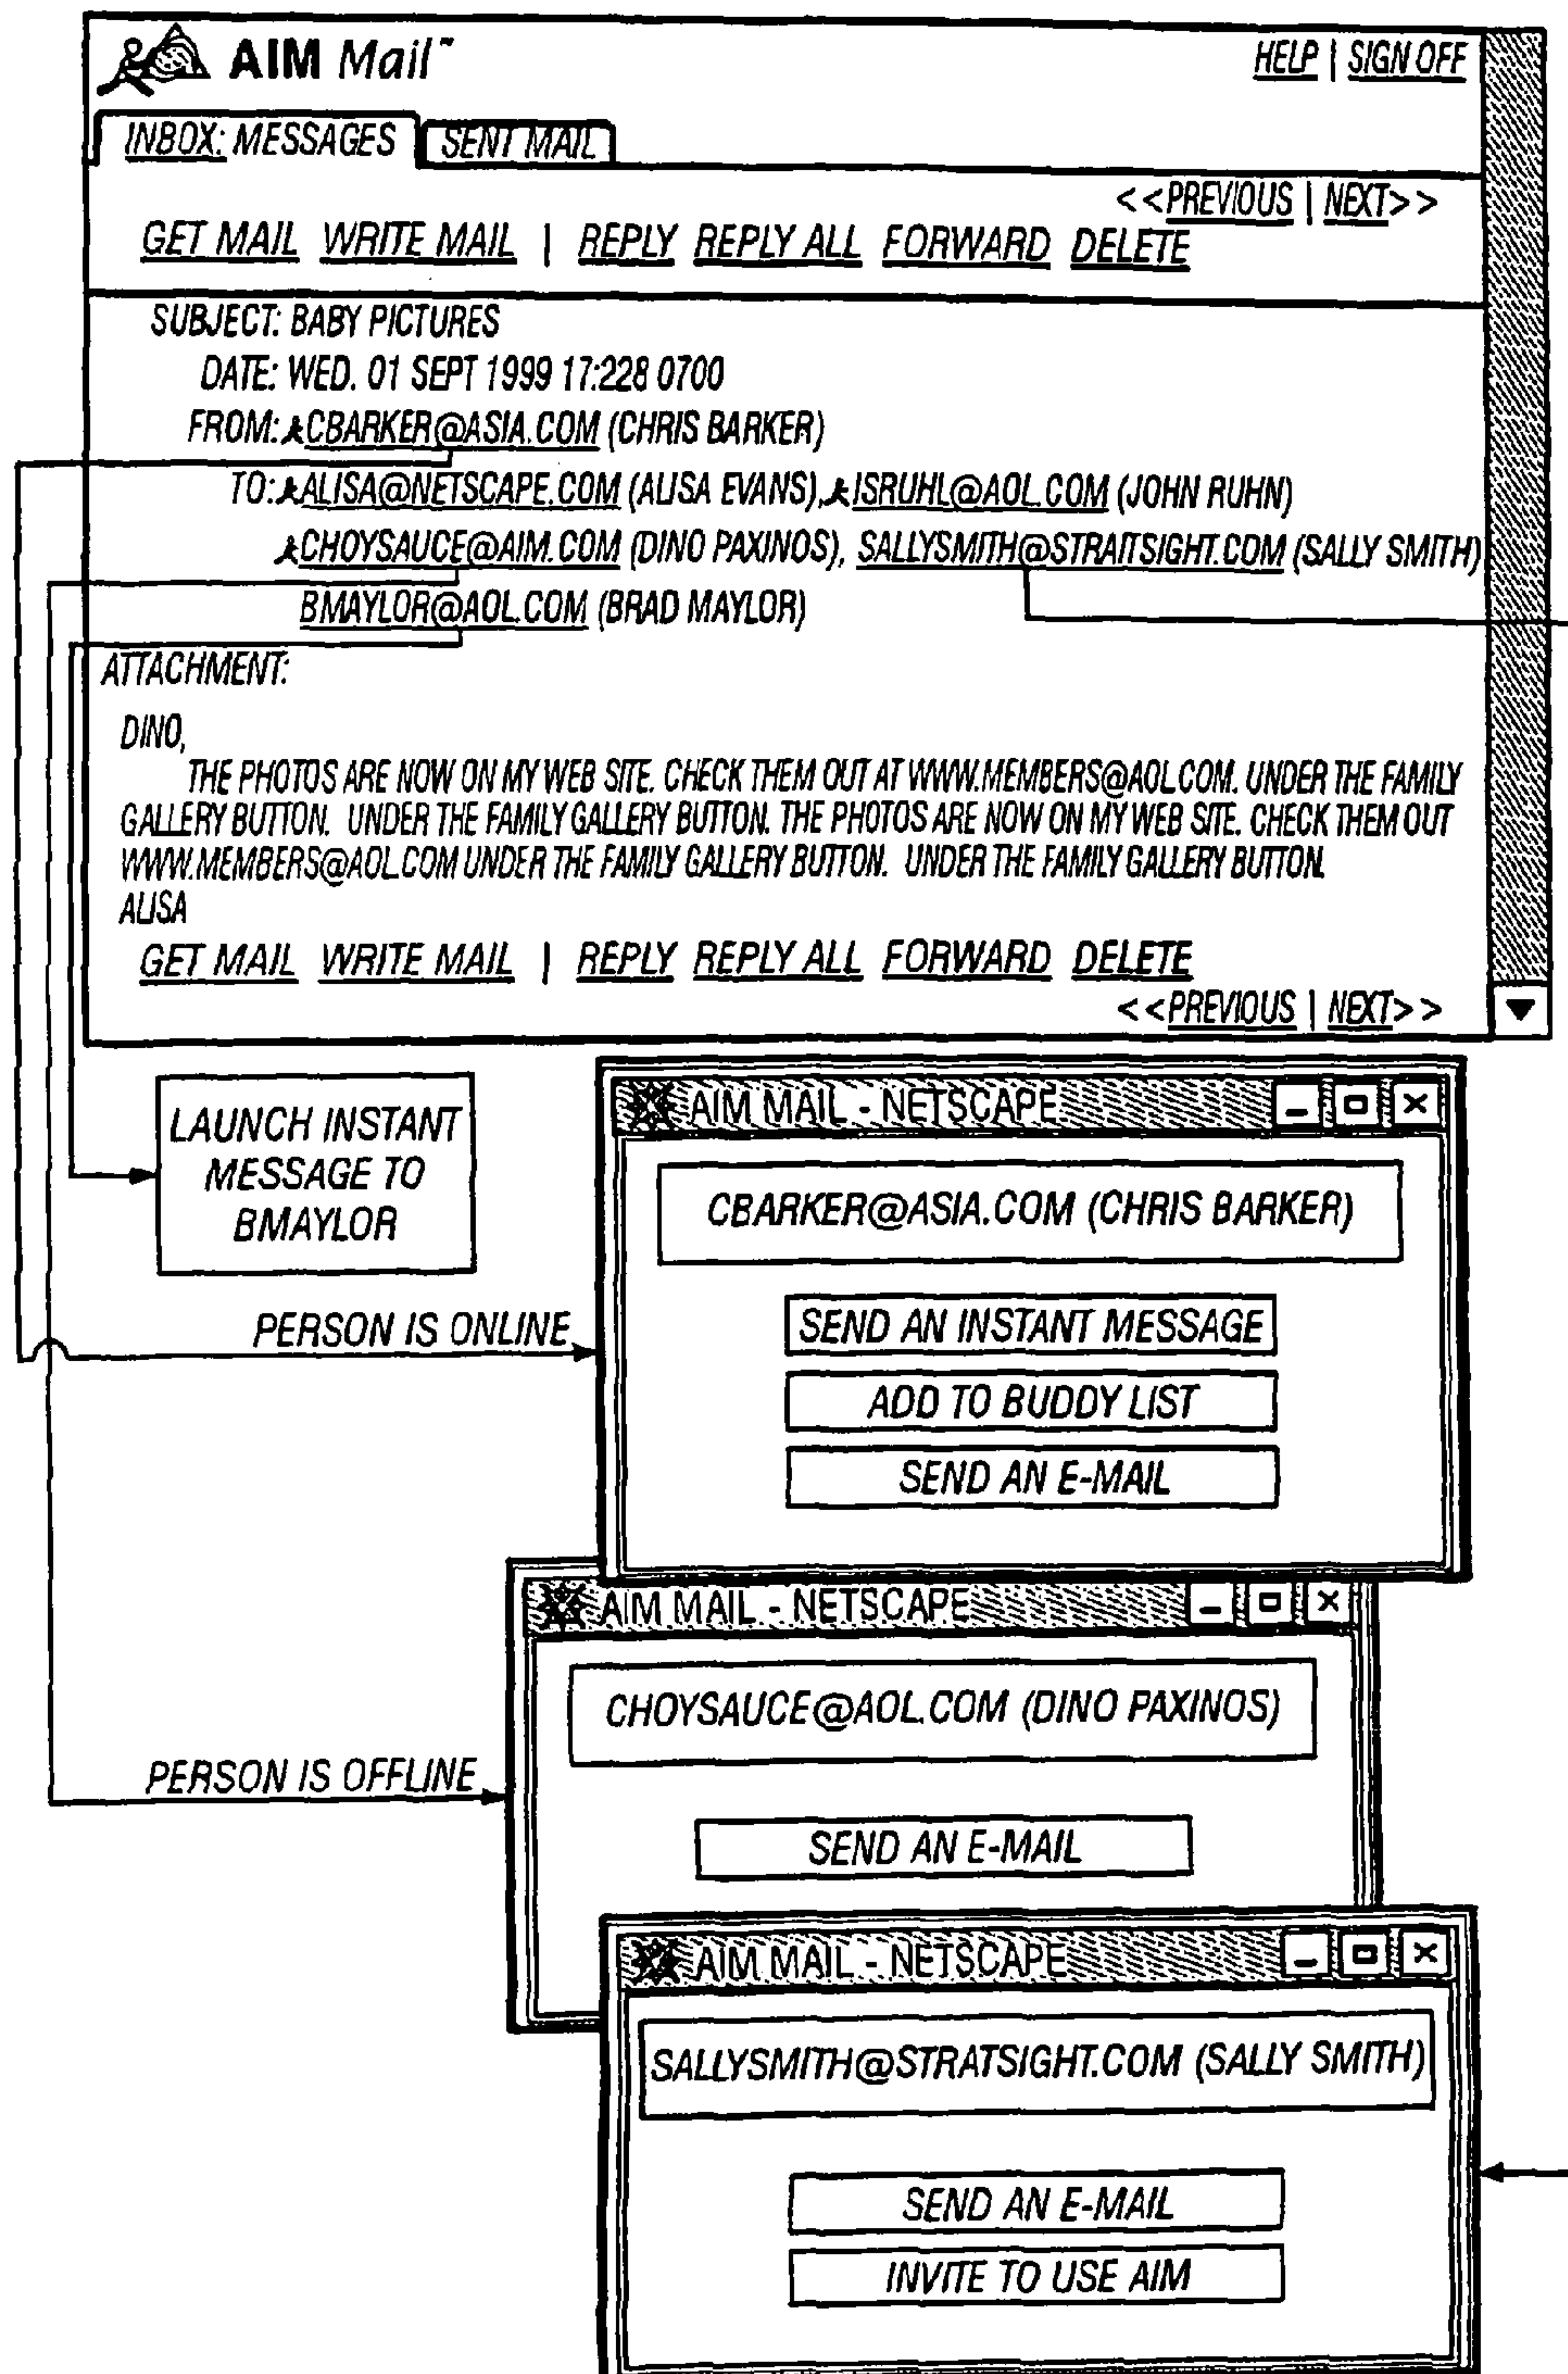 AIM Mail™
HELP | SIGN OFF
INBOX: MESSAGES SENT MAIL
<<PREVIOUS | NEXT>>
GET MAIL WRITE MAIL | REPLY REPLY ALL FORWARD DELETE
SUBJECT: BABY PICTURES
DATE: WED. 01 SEPT 1999 17:228 0700
FROM: CBARKER@ASIA.COM (CHRIS BARKER)
TO: ALISA@NETSCAPE.COM (ALISA EVANS), ISRUHL@AOL.COM (JOHN RUHN)
CHOYSAUCE@AIM.COM (DINO PAXINOS), SALLYSMITH@STRAITSIGHT.COM (SALLY SMITH)
BMAYLOR@AOL.COM (BRAD MAYLOR)
ATTACHMENT:
DINO,
THE PHOTOS ARE NOW ON MY WEB SITE. CHECK THEM OUT AT WWW.MEMBERS@AOL.COM. UNDER THE FAMILY
GALLERY BUTTON. UNDER THE FAMILY GALLERY BUTTON. THE PHOTOS ARE NOW ON MY WEB SITE. CHECK THEM OUT
WWW.MEMBERS@AOL.COM UNDER THE FAMILY GALLERY BUTTON. UNDER THE FAMILY GALLERY BUTTON.
ALISA
GET MAIL WRITE MAIL | REPLY REPLY ALL FORWARD DELETE
<<PREVIOUS | NEXT>>
LAUNCH INSTANT
MESSAGE TO
BMAYLOR
AIM MAIL - NETSCAPE
CBARKER@ASIA.COM (CHRIS BARKER)
PERSON IS ONLINE
SEND AN INSTANT MESSAGE
ADD TO BUDDY LIST
SEND AN E-MAIL
AIM MAIL - NETSCAPE
CHOYSAUCE@AOL.COM (DINO PAXINOS)
PERSON IS OFFLINE
SEND AN E-MAIL
AIM MAIL - NETSCAPE
SALLYSMITH@STRATSIGHT.COM (SALLY SMITH)
SEND AN E-MAIL
INVITE TO USE AIM